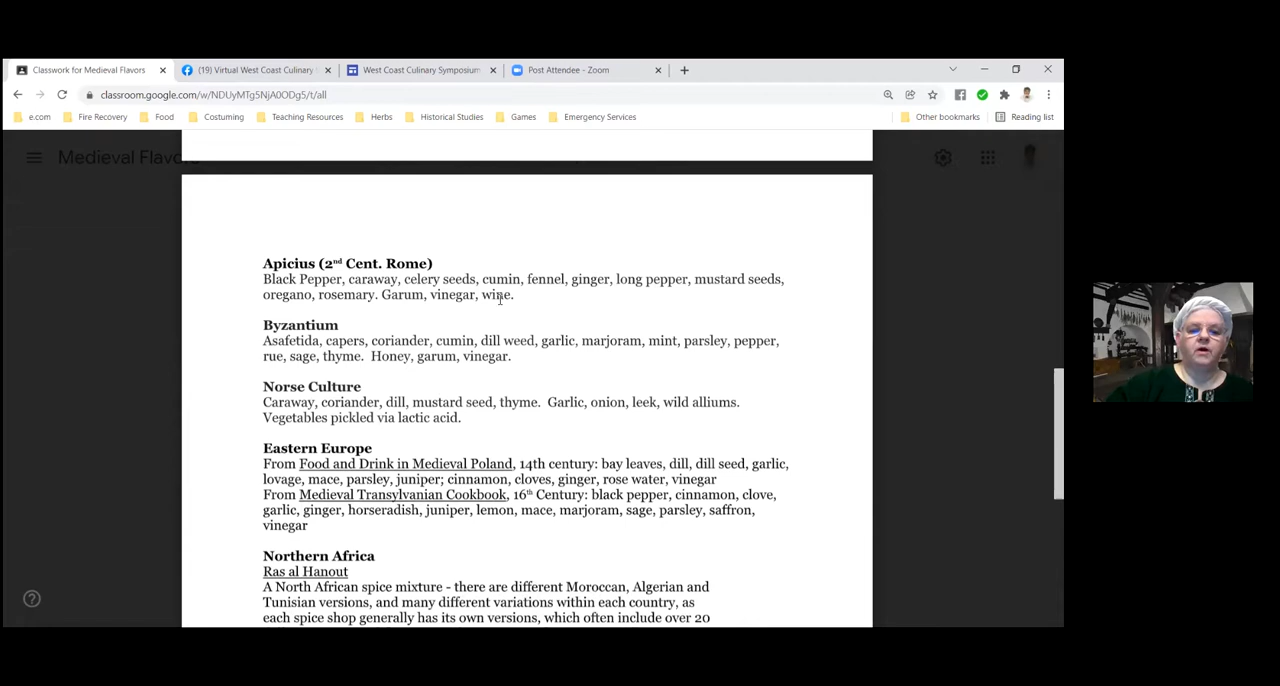 Classwork for Medieval Flavors
(19) Virtual West Coast Culinary
West Coast Culinary Symposium
Post Attendee - Zoom
classroom.google.com/w/NDUyMTg5NjA0ODg5/t/all
e.com
Fire Recovery
Food
Costuming
Teaching Resources
Herbs
Historical Studies
Games
Emergency Services
Other bookmarks
Reading list
Medieval Flavors
Apicius (2nd Cent. Rome)
Black Pepper, caraway, celery seeds, cumin, fennel, ginger, long pepper, mustard seeds,
oregano, rosemary. Garum, vinegar, wine.
Byzantium
Asafetida, capers, coriander, cumin, dill weed, garlic, marjoram, mint, parsley, pepper,
rue, sage, thyme. Honey, garum, vinegar.
Norse Culture
Caraway, coriander, dill, mustard seed, thyme. Garlic, onion, leek, wild alliums.
Vegetables pickled via lactic acid.
Eastern Europe
From Food and Drink in Medieval Poland, 14th century: bay leaves, dill, dill seed, garlic,
lovage, mace, parsley, juniper; cinnamon, cloves, ginger, rose water, vinegar
From Medieval Transylvanian Cookbook, 16th Century: black pepper, cinnamon, clove,
garlic, ginger, horseradish, juniper, lemon, mace, marjoram, sage, parsley, saffron,
vinegar
Northern Africa
Ras al Hanout
A North African spice mixture - there are different Moroccan, Algerian and
Tunisian versions, and many different variations within each country, as
each spice shop generally has its own versions, which often include over 20